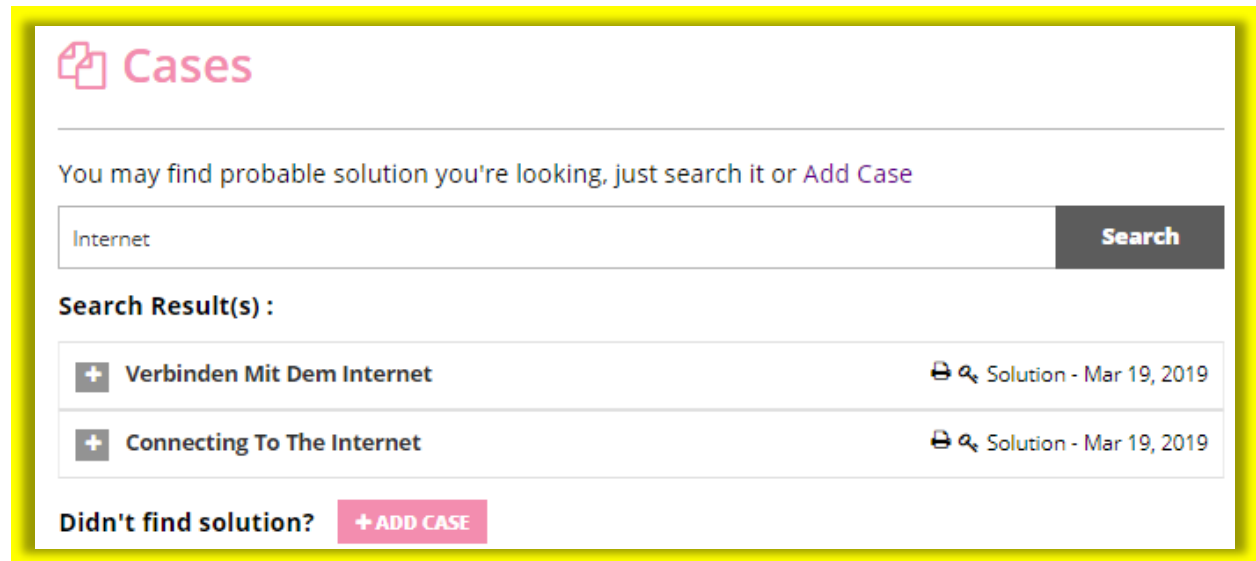 Cases
You may find probable solution you're looking, just search it or Add Case
Internet
Search
Search Result(s) :
Verbinden Mit Dem Internet
Solution - Mar 19, 2019
Connecting To The Internet
Solution - Mar 19, 2019
Didn't find solution?
+ ADD CASE